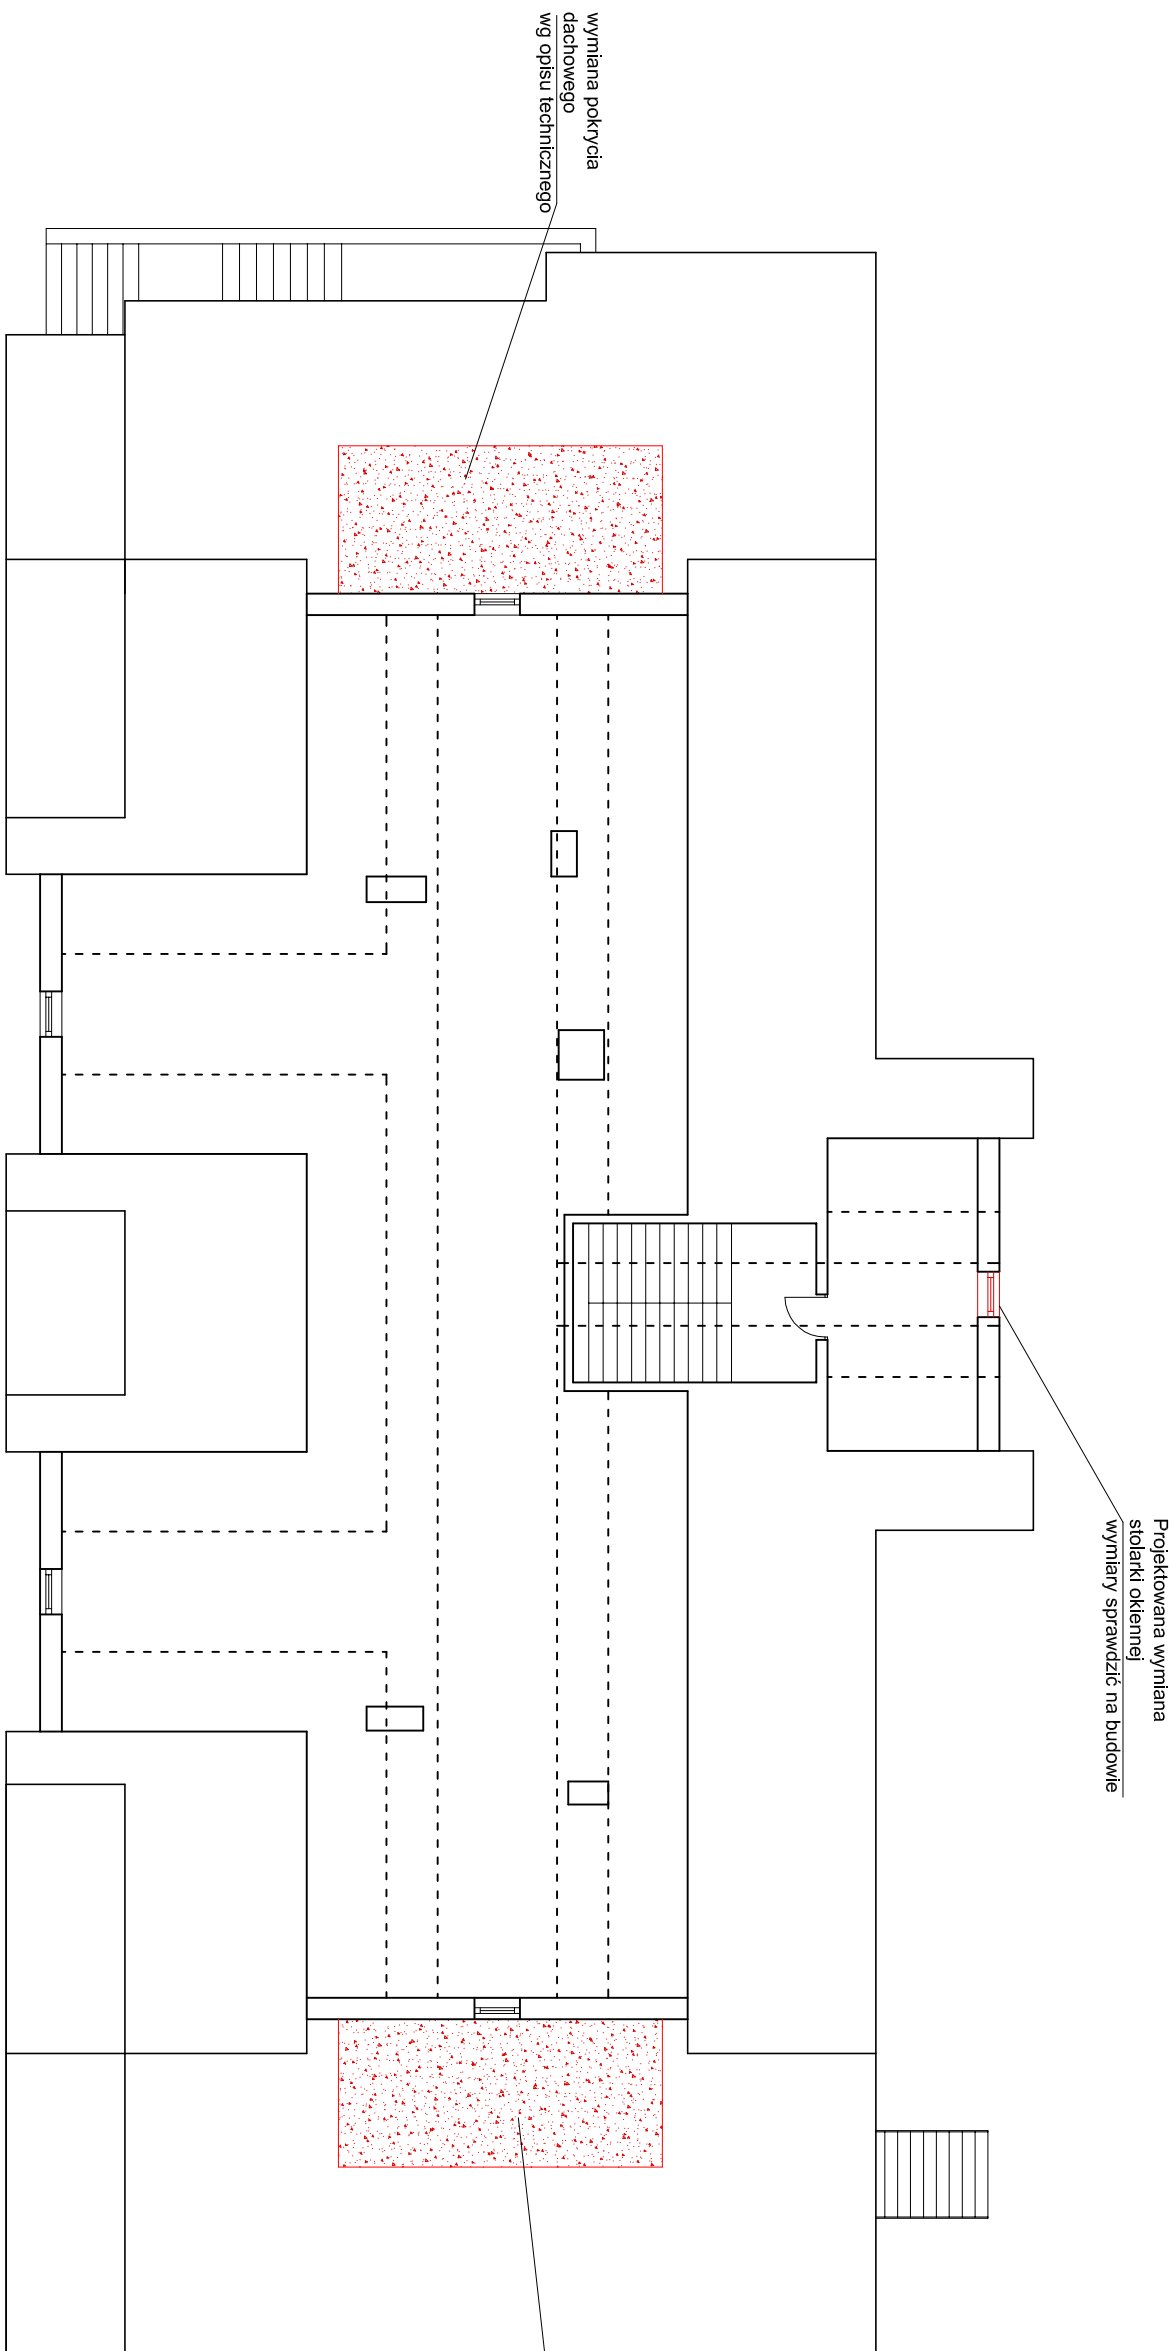 wymiana pokrycia
dachowego
wg opisu technicznego
Projektowana wymiana
stolarki okiennej
wymiary sprawdzić na budowie